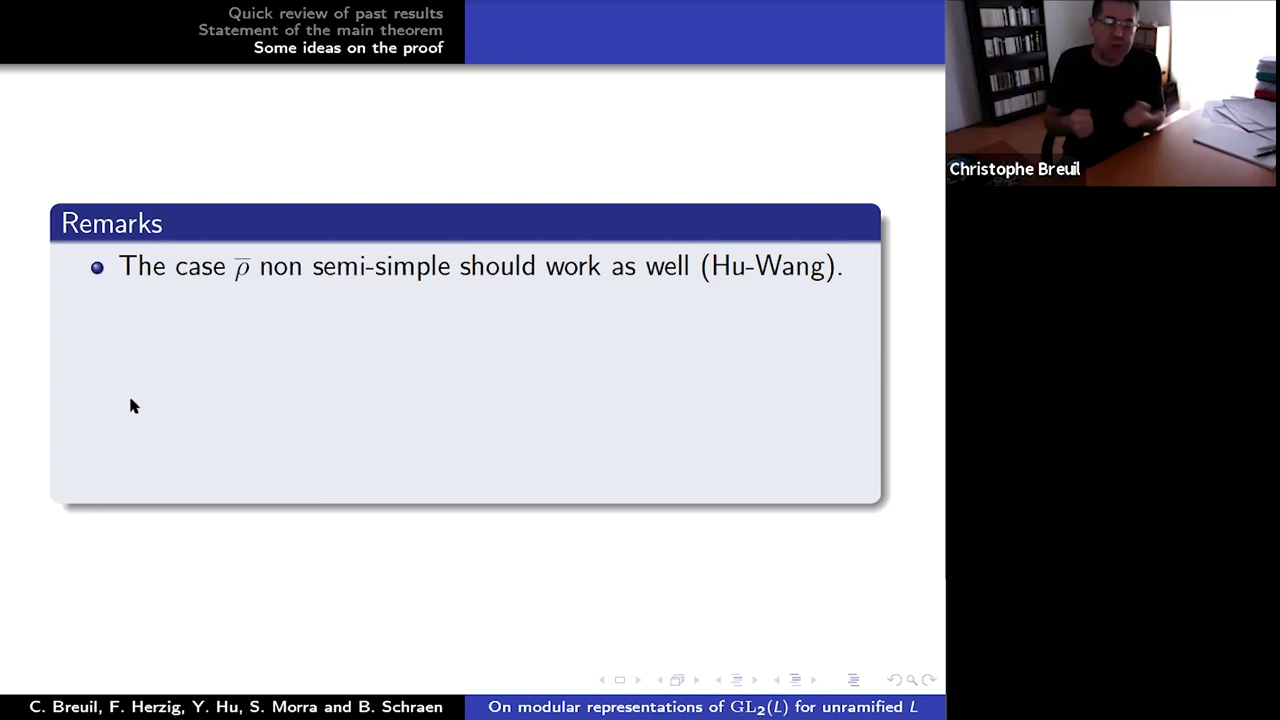 Quick review of past results
Statement of the main theorem
Some ideas on the proof
Christophe Breuil
Remarks
The case ρ̅ non semi-simple should work as well (Hu-Wang).
C. Breuil, F. Herzig, Y. Hu, S. Morra and B. Schraen
On modular representations of GL₂(L) for unramified L